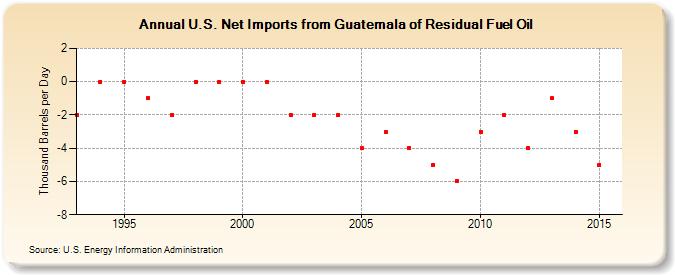 Annual U.S. Net Imports from Guatemala of Residual Fuel Oil
Thousand Barrels per Day
2
0
-2
-4
-6
-8
1995 2000 2005 2010 2015
Source: U.S. Energy Information Administration